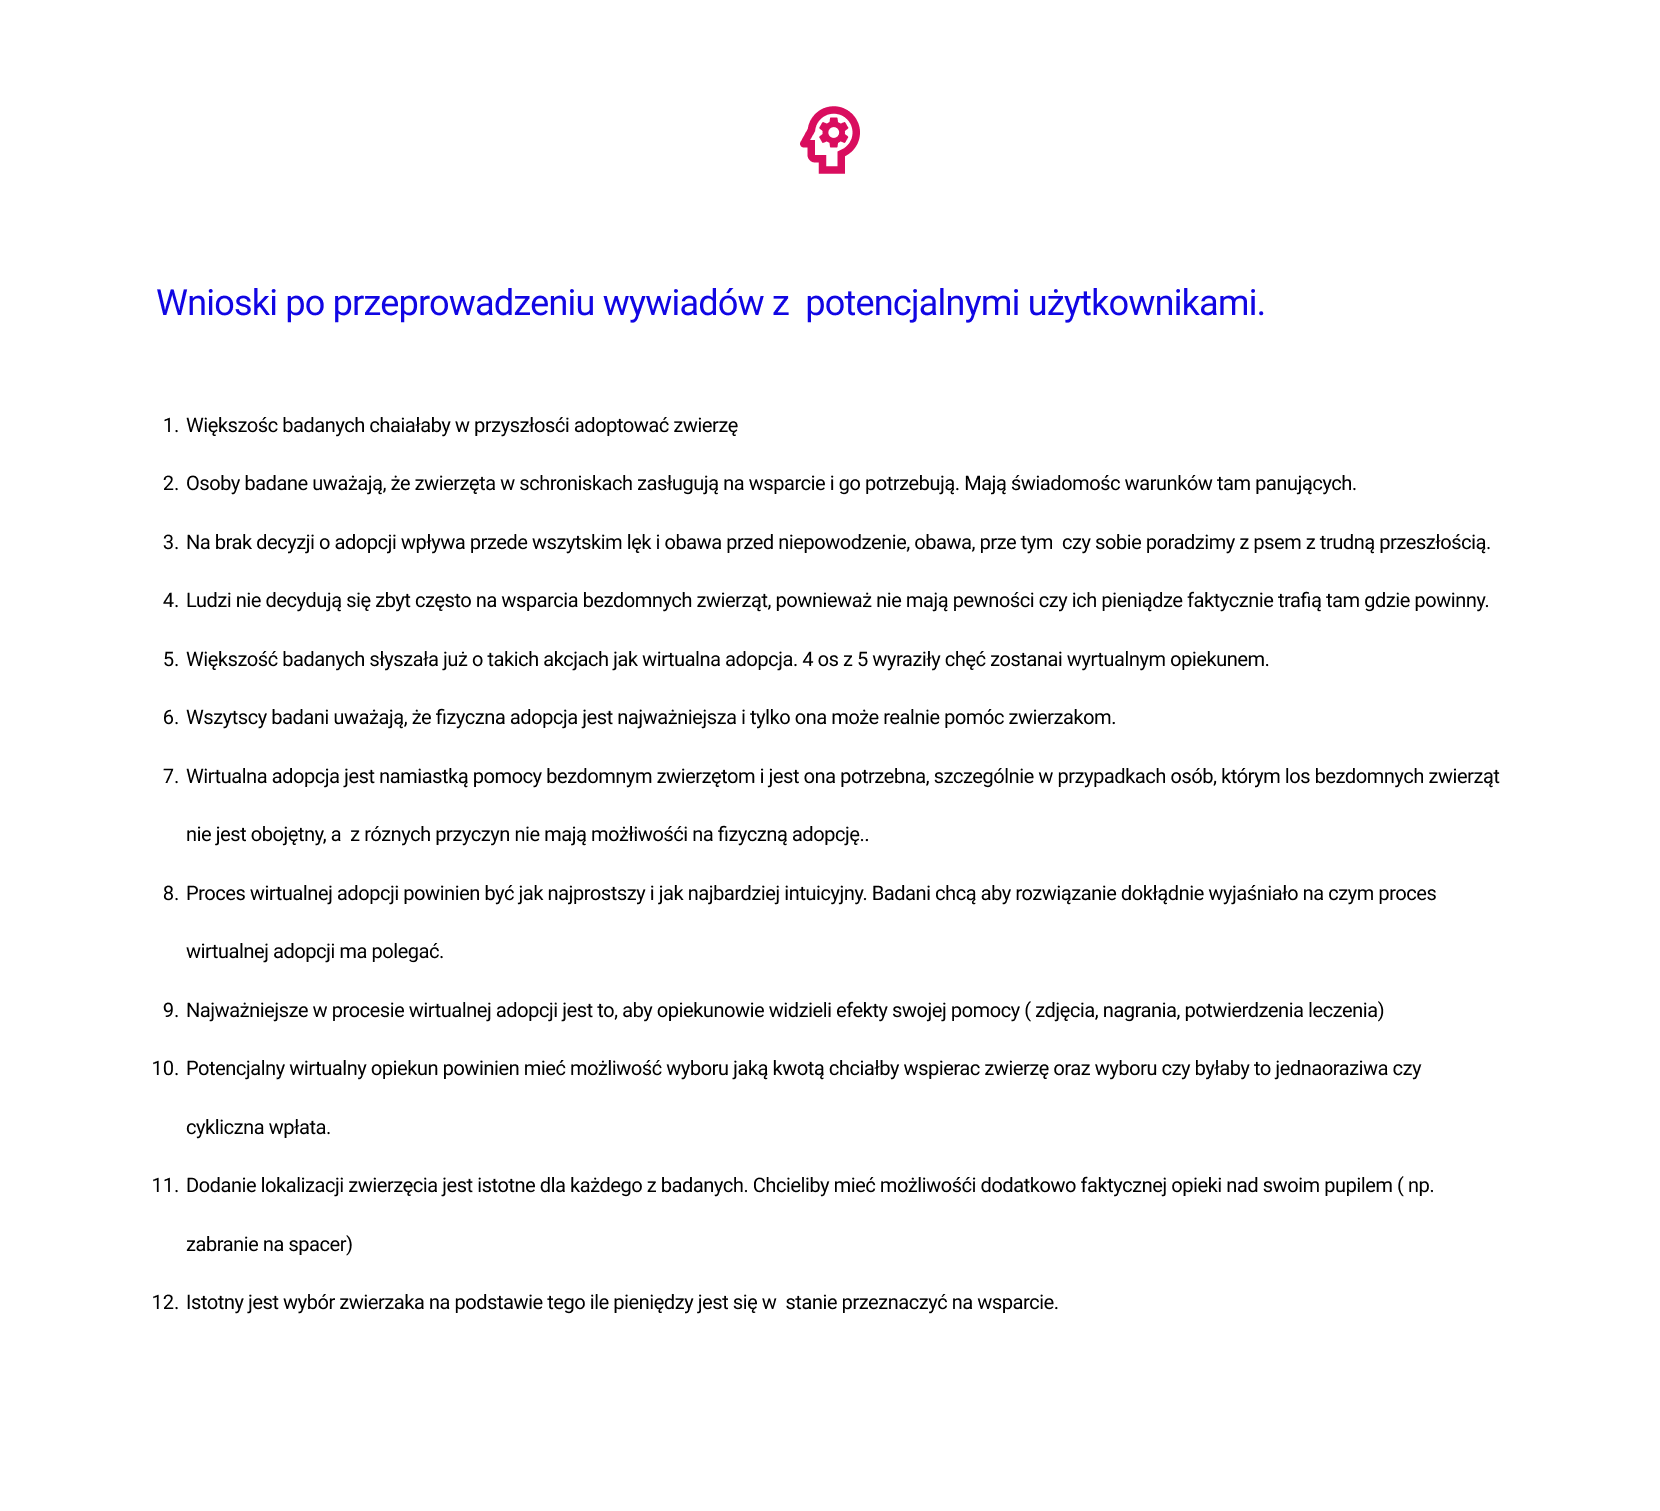 Wnioski po przeprowadzeniu wywiadów z  potencjalnymi użytkownikami.
1. Większośc badanych chaiałaby w przyszłosći adoptować zwierzę
2. Osoby badane uważają, że zwierzęta w schroniskach zasługują na wsparcie i go potrzebują. Mają świadomośc warunków tam panujących.
3. Na brak decyzji o adopcji wpływa przede wszytskim lęk i obawa przed niepowodzenie, obawa, prze tym  czy sobie poradzimy z psem z trudną przeszłością.
4. Ludzi nie decydują się zbyt często na wsparcia bezdomnych zwierząt, pownieważ nie mają pewności czy ich pieniądze faktycznie trafią tam gdzie powinny.
5. Większość badanych słyszała już o takich akcjach jak wirtualna adopcja. 4 os z 5 wyraziły chęć zostanai wyrtualnym opiekunem.
6. Wszytscy badani uważają, że fizyczna adopcja jest najważniejsza i tylko ona może realnie pomóc zwierzakom.
7. Wirtualna adopcja jest namiastką pomocy bezdomnym zwierzętom i jest ona potrzebna, szczególnie w przypadkach osób, którym los bezdomnych zwierząt
nie jest obojętny, a  z róznych przyczyn nie mają możłiwośći na fizyczną adopcję..
8. Proces wirtualnej adopcji powinien być jak najprostszy i jak najbardziej intuicyjny. Badani chcą aby rozwiązanie dokłądnie wyjaśniało na czym proces
wirtualnej adopcji ma polegać.
9. Najważniejsze w procesie wirtualnej adopcji jest to, aby opiekunowie widzieli efekty swojej pomocy ( zdjęcia, nagrania, potwierdzenia leczenia)
10. Potencjalny wirtualny opiekun powinien mieć możliwość wyboru jaką kwotą chciałby wspierac zwierzę oraz wyboru czy byłaby to jednaoraziwa czy
cykliczna wpłata.
11. Dodanie lokalizacji zwierzęcia jest istotne dla każdego z badanych. Chcieliby mieć możliwośći dodatkowo faktycznej opieki nad swoim pupilem ( np.
zabranie na spacer)
12. Istotny jest wybór zwierzaka na podstawie tego ile pieniędzy jest się w  stanie przeznaczyć na wsparcie.